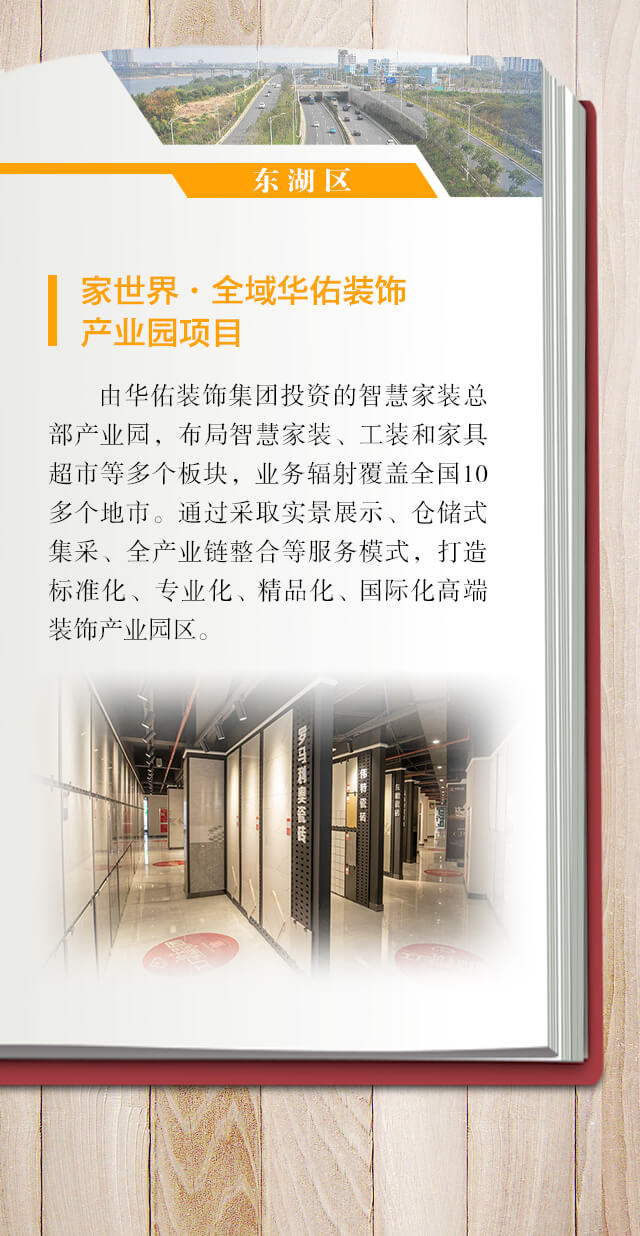 东湖区
家世界·全域华佑装饰
产业园项目
由华佑装饰集团投资的智慧家装总
部产业园，布局智慧家装、工装和家具
超市等多个板块，业务辐射覆盖全国10
多个地市。通过采取实景展示、仓储式
集采、全产业链整合等服务模式，打造
标准化、专业化、精品化、国际化高端
装饰产业园区。
罗马利奥瓷砖
伟特瓷砖
东鹏瓷砖